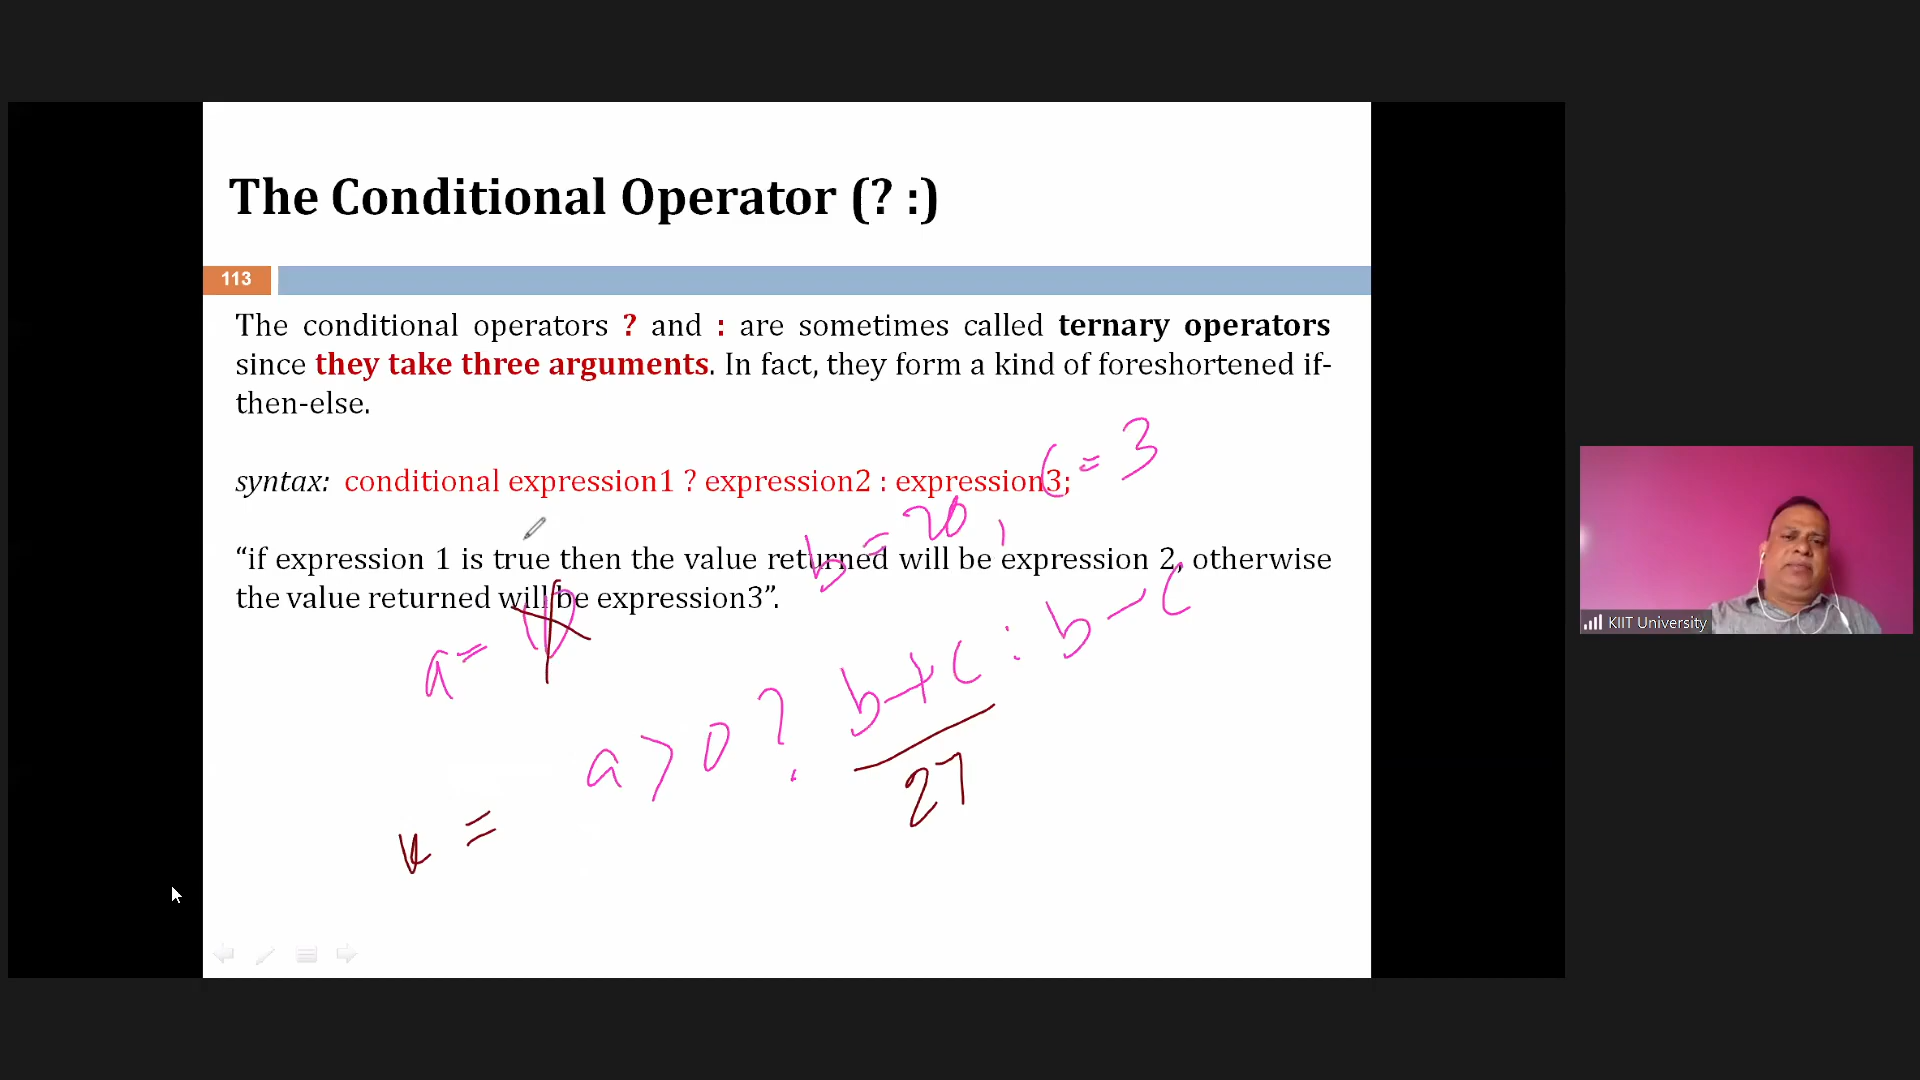 The Conditional Operator (? :)
113
The conditional operators ? and : are sometimes called ternary operators
since they take three arguments. In fact, they form a kind of foreshortened if-
then-else.
c = 3
syntax: conditional expression1 ? expression2 : expression3;
b = 20,
“if expression 1 is true then the value returned will be expression 2, otherwise
the value returned will be expression3”.
a =
a > 0 ? b + c : b - c
27
=
KIIT University